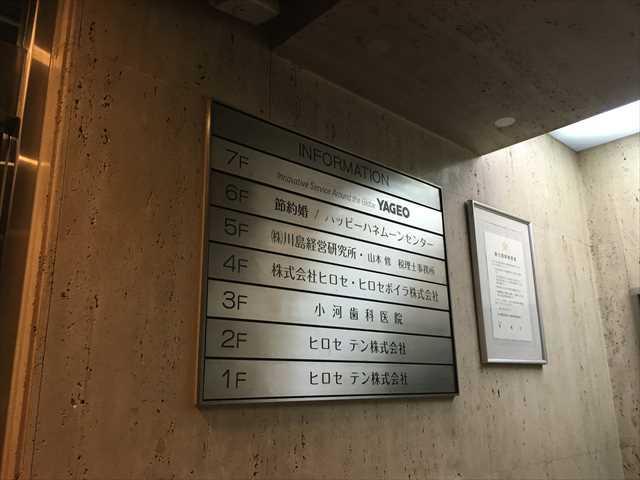 INFORMATION
7F Innovative Service Around the Globe YAGEO
6F 節約婚 / ハッピーハネムーンセンター
5F ㈱川島経営研究所・山本 修 税理士事務所
4F 株式会社ヒロセ・ヒロセボイラ株式会社
3F 小河歯科医院
2F ヒロセ テン株式会社
1F ヒロセ テン株式会社